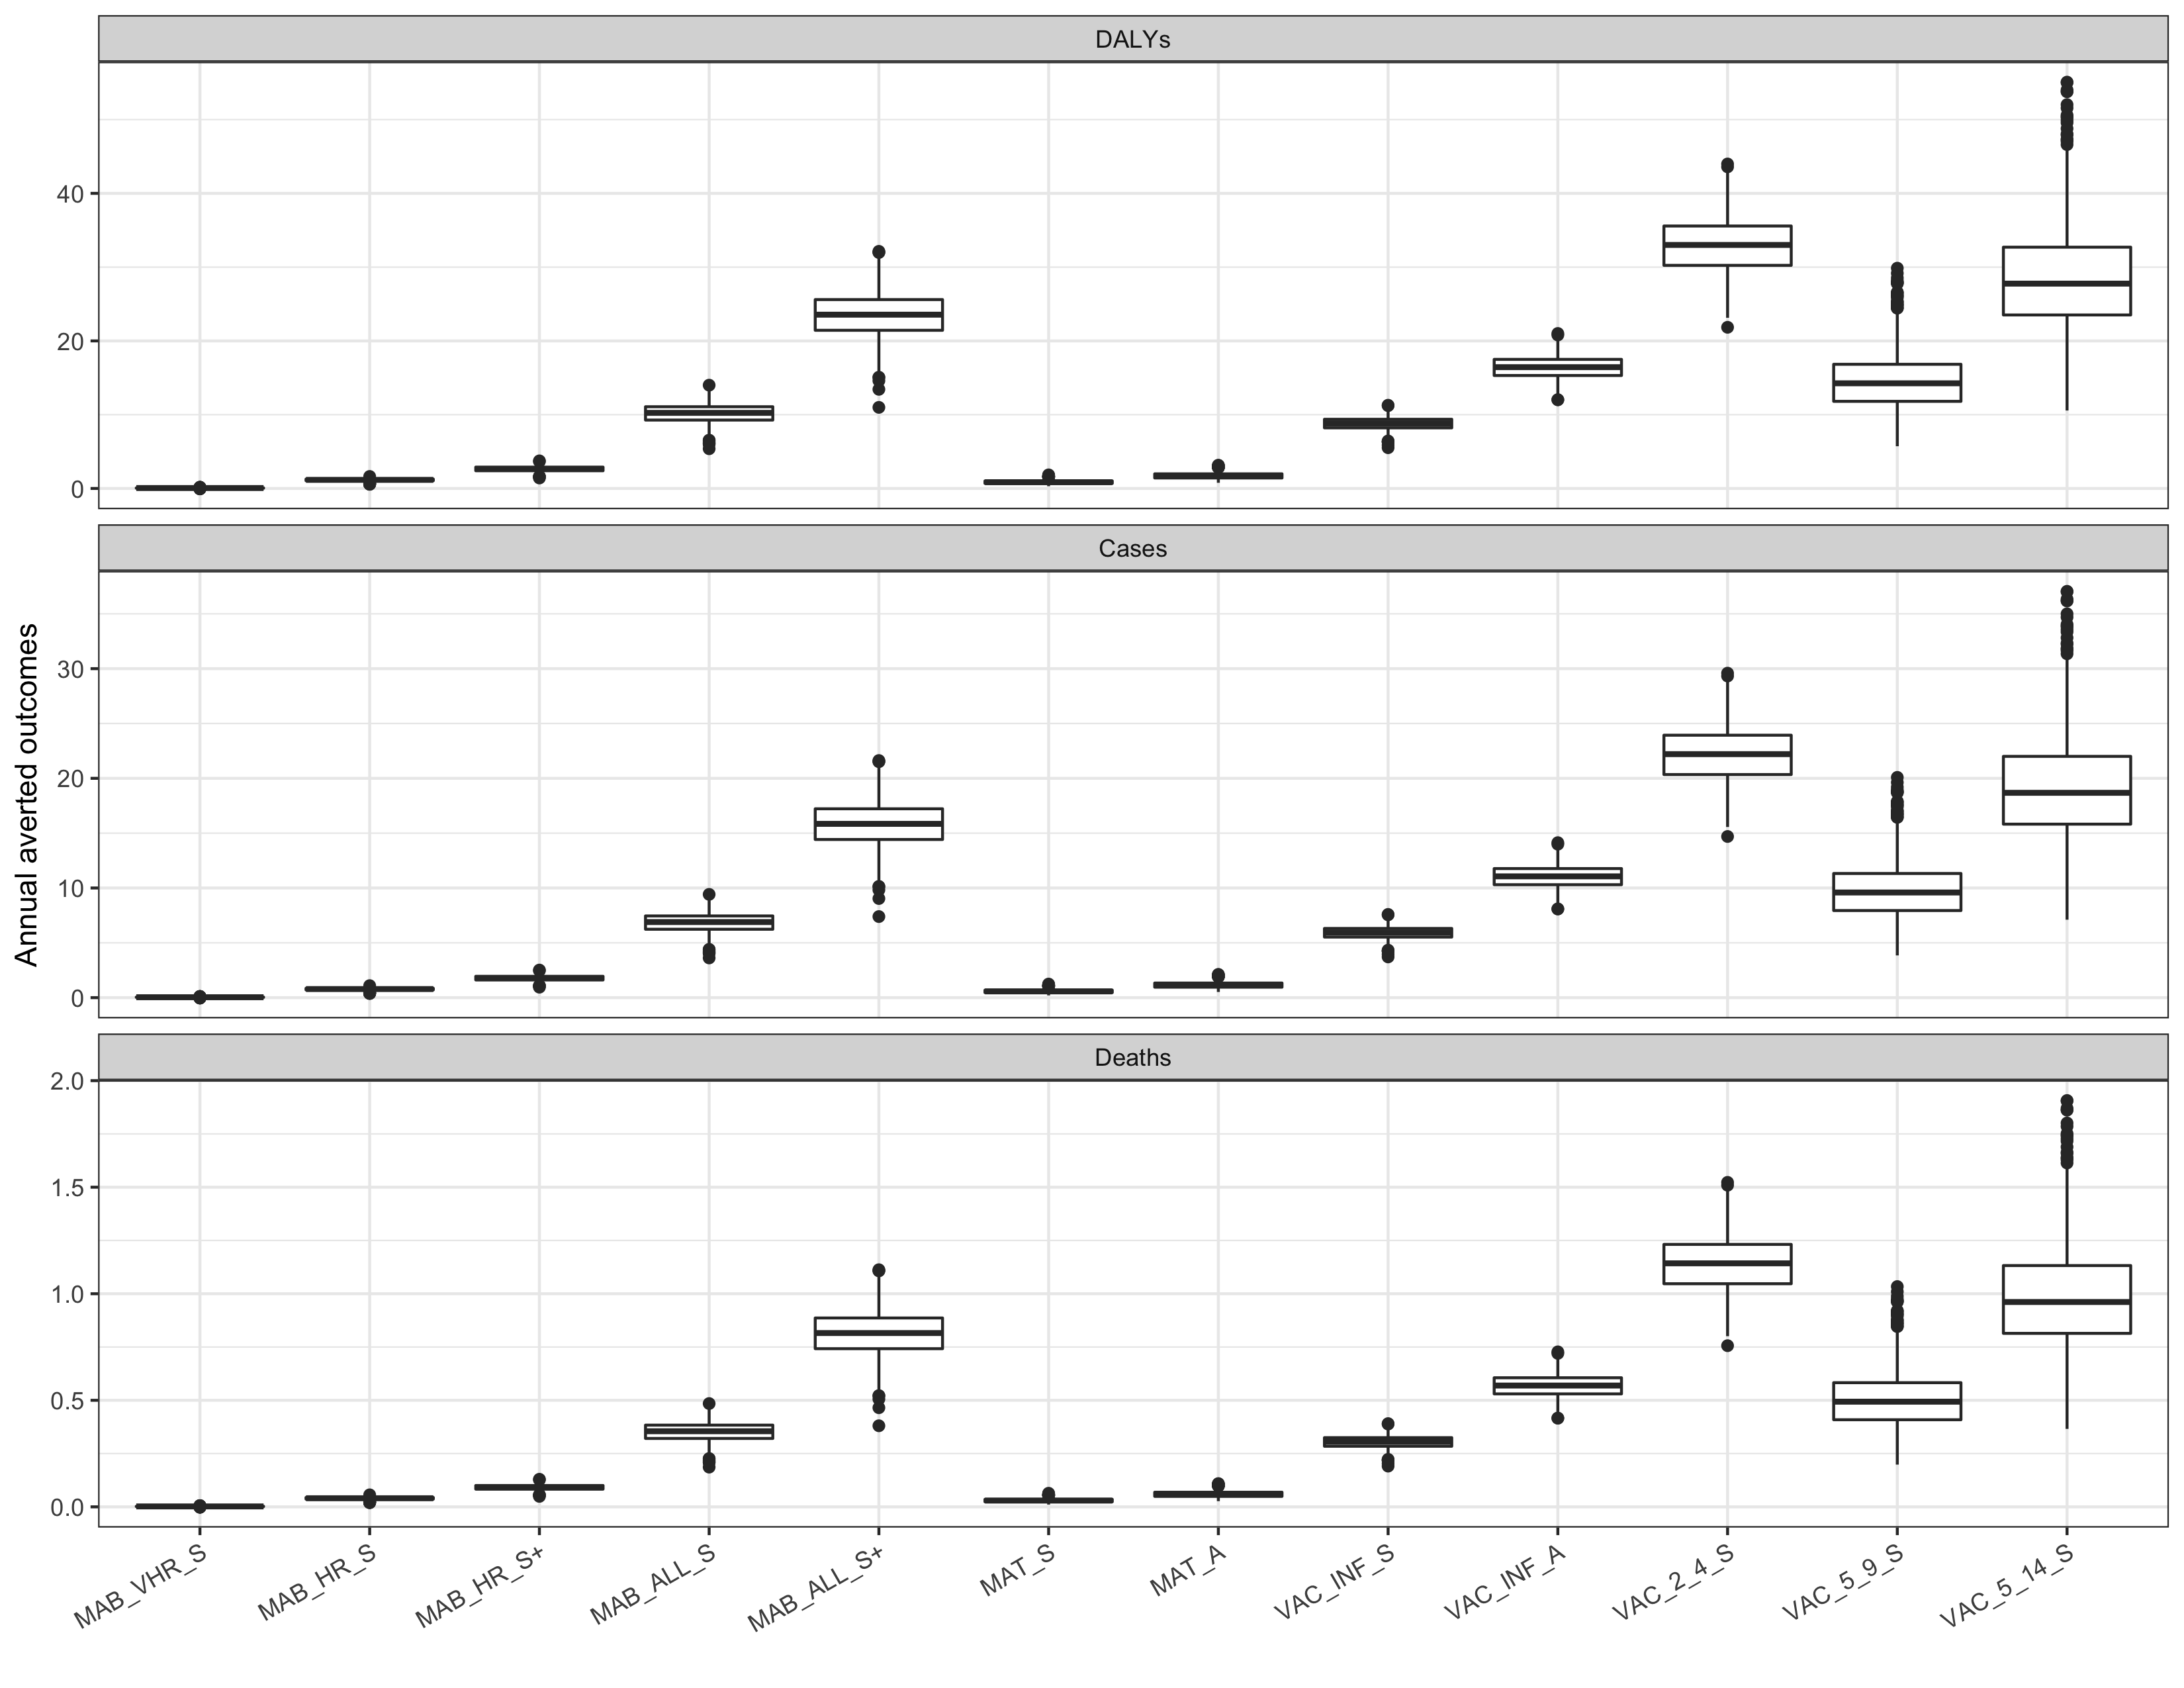 DALYs
40
20
0
Cases
30
20
10
0
Annual averted outcomes
Deaths
2.0
1.5
1.0
0.5
0.0
MAB_VHR_S
MAB_HR_S
MAB_HR_S+
MAB_ALL_S
MAB_ALL_S+
MAT_S
MAT_A
VAC_INF_S
VAC_INF_A
VAC_2_4_S
VAC_5_9_S
VAC_5_14_S